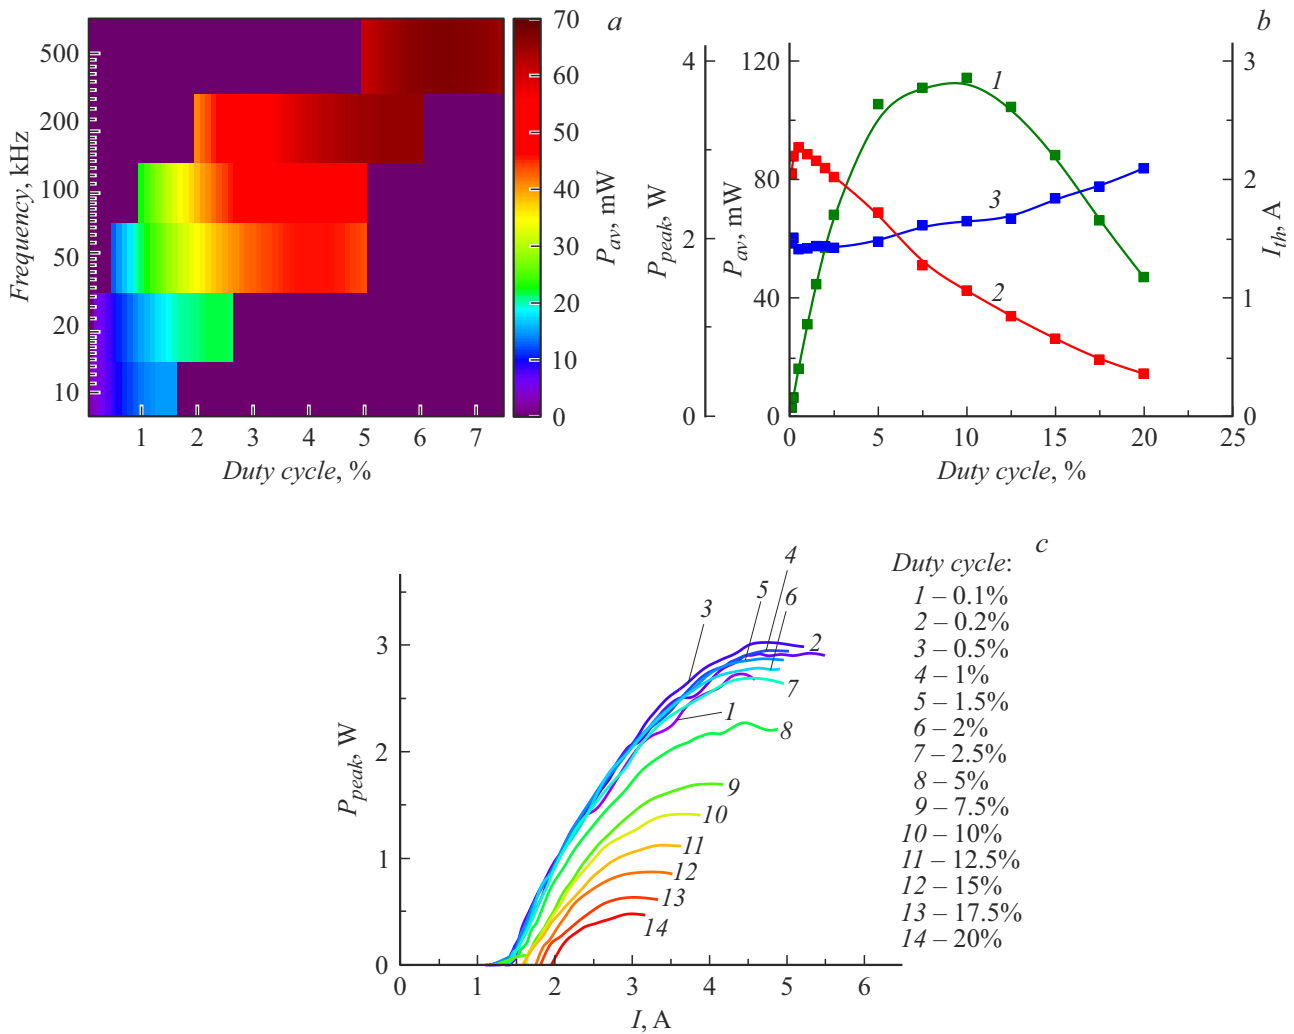 a
500
200
100
50
20
10
Frequency, kHz
1 2 3 4 5 6 7
Duty cycle, %
70
60
50
40
30
20
10
0
P_av, mW
b
4
2
0
P_peak, W
120
80
40
0
P_av, mW
1
2
3
3
2
1
0
I_th, A
0 5 10 15 20 25
Duty cycle, %
c
3
2
1
0
P_peak, W
0 1 2 3 4 5 6
I, A
4
5
6
3
2
7
1
8
9
10
11
12
13
14
Duty cycle:
1 – 0.1%
2 – 0.2%
3 – 0.5%
4 – 1%
5 – 1.5%
6 – 2%
7 – 2.5%
8 – 5%
9 – 7.5%
10 – 10%
11 – 12.5%
12 – 15%
13 – 17.5%
14 – 20%